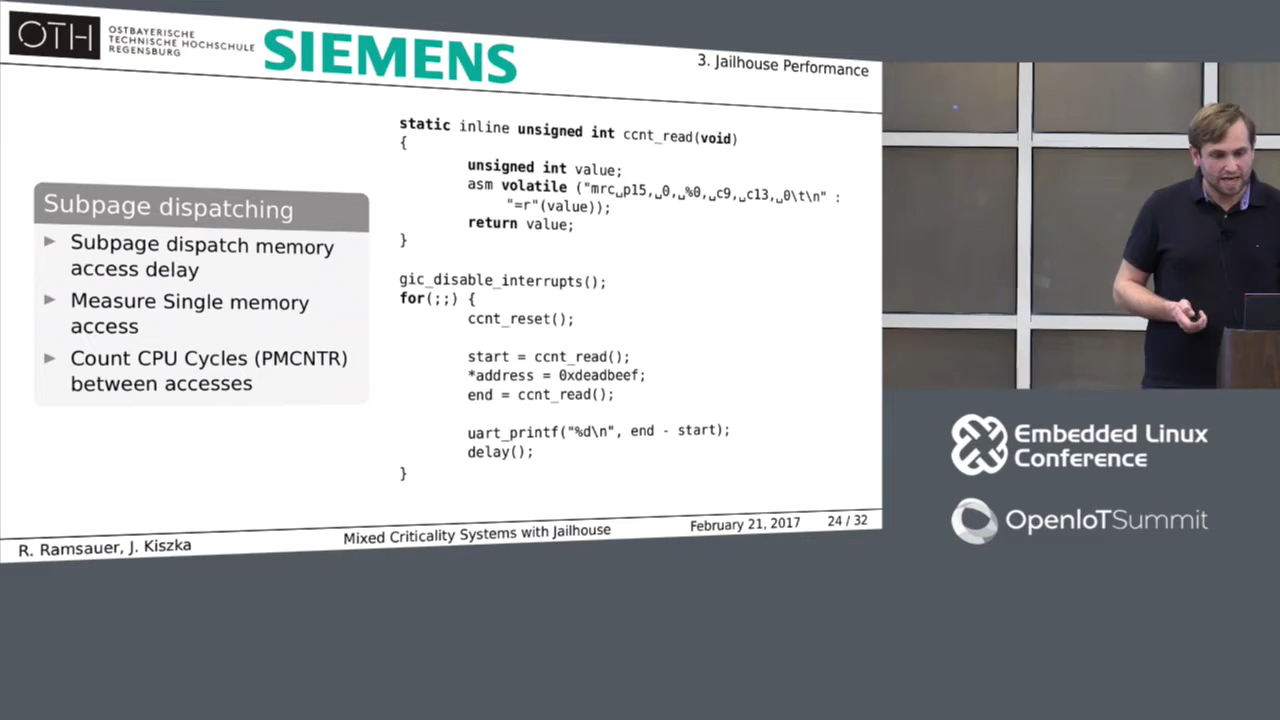 OTH
OSTBAYERISCHE
TECHNISCHE HOCHSCHULE
REGENSBURG
SIEMENS
3. Jailhouse Performance
Subpage dispatching
Subpage dispatch memory
access delay
Measure Single memory
access
Count CPU Cycles (PMCNTR)
between accesses
static inline unsigned int ccnt_read(void)
{
unsigned int value;
asm volatile ("mrc␣p15,␣0,␣%0,␣c9,␣c13,␣0\t\n" :
"=r"(value));
return value;
}
gic_disable_interrupts();
for(;;) {
ccnt_reset();
start = ccnt_read();
*address = 0xdeadbeef;
end = ccnt_read();
uart_printf("%d\n", end - start);
delay();
}
R. Ramsauer, J. Kiszka
Mixed Criticality Systems with Jailhouse
February 21, 2017
24 / 32
Embedded Linux
Conference
OpenIoTSummit